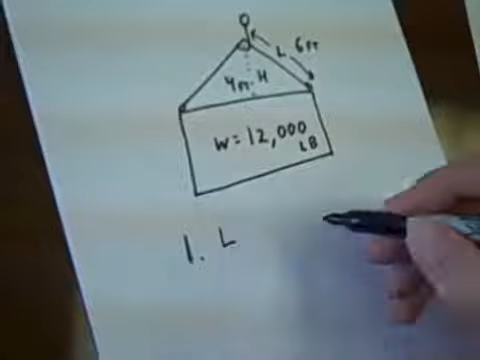 L 6FT
4FT H
W = 12,000
LB
1. L